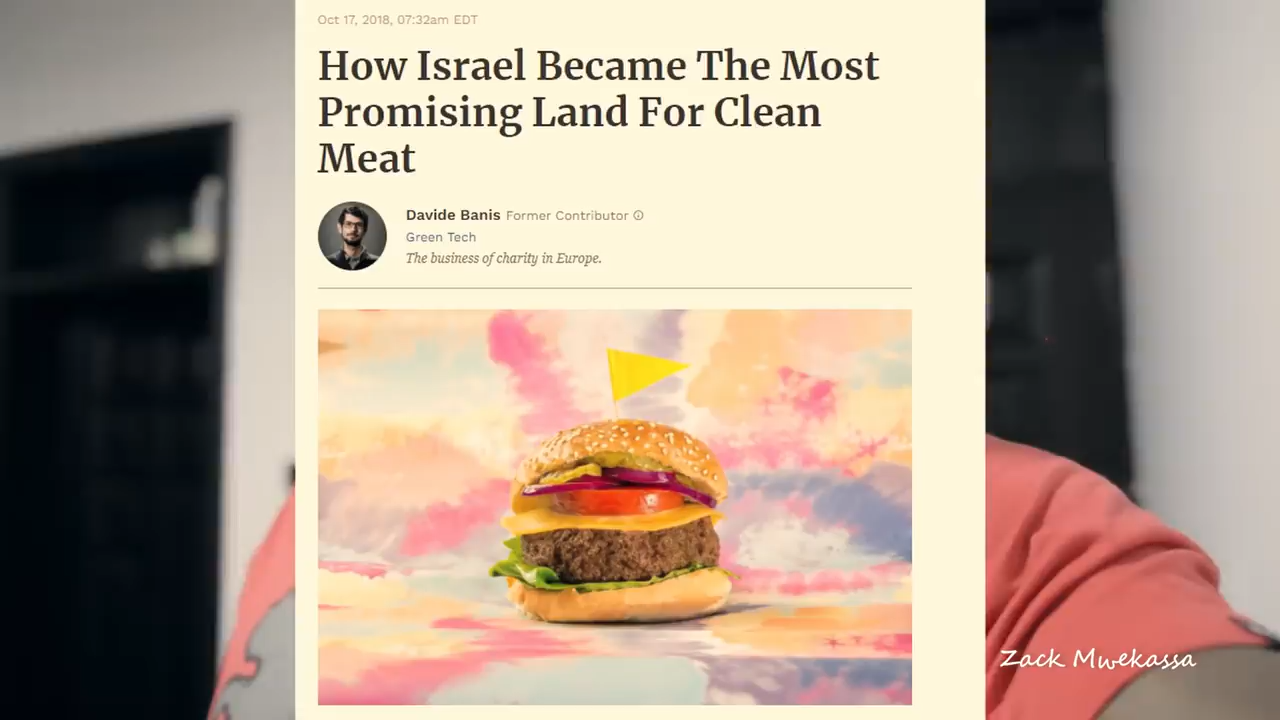 Oct 17, 2018, 07:32am EDT
How Israel Became The Most
Promising Land For Clean
Meat
Davide Banis Former Contributor
Green Tech
The business of charity in Europe.
Zack Mwekassa